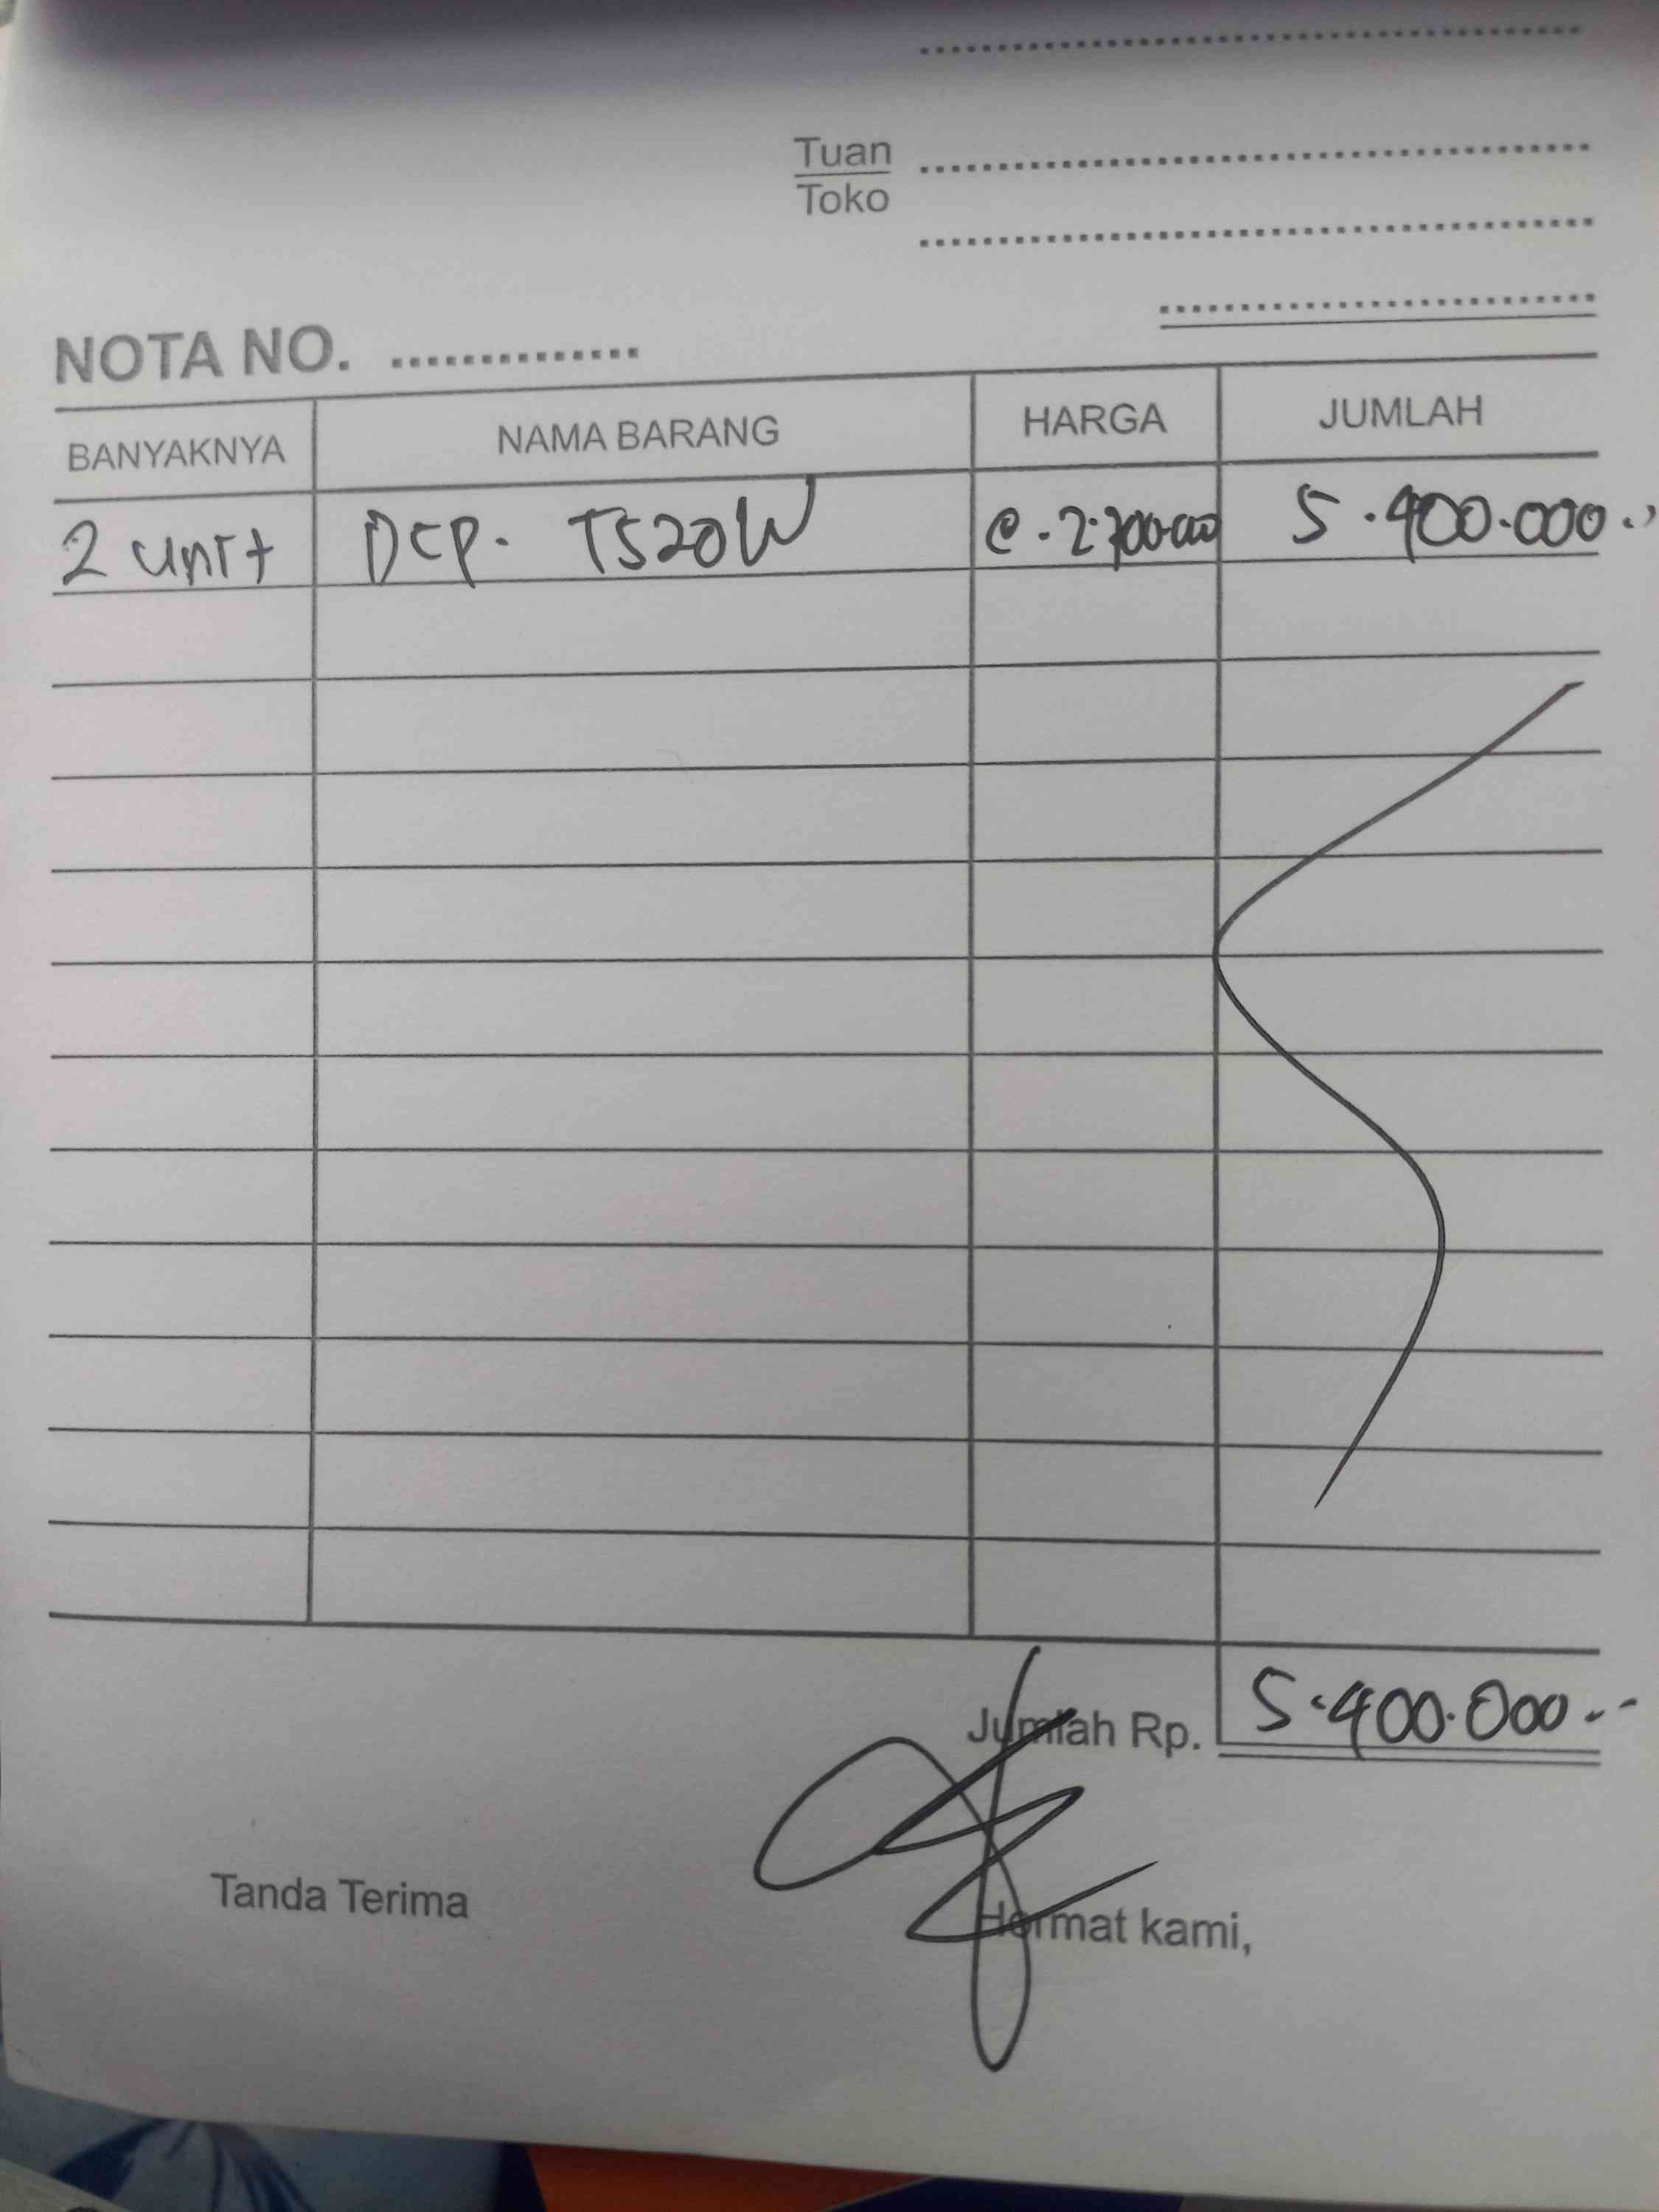 Tuan
Toko
NOTA NO. ..............
BANYAKNYA NAMA BARANG HARGA JUMLAH
2 unit DCP. T520W @.2.700.000 5.400.000.-
Jumlah Rp. 5.400.000.-
Tanda Terima Hormat kami,